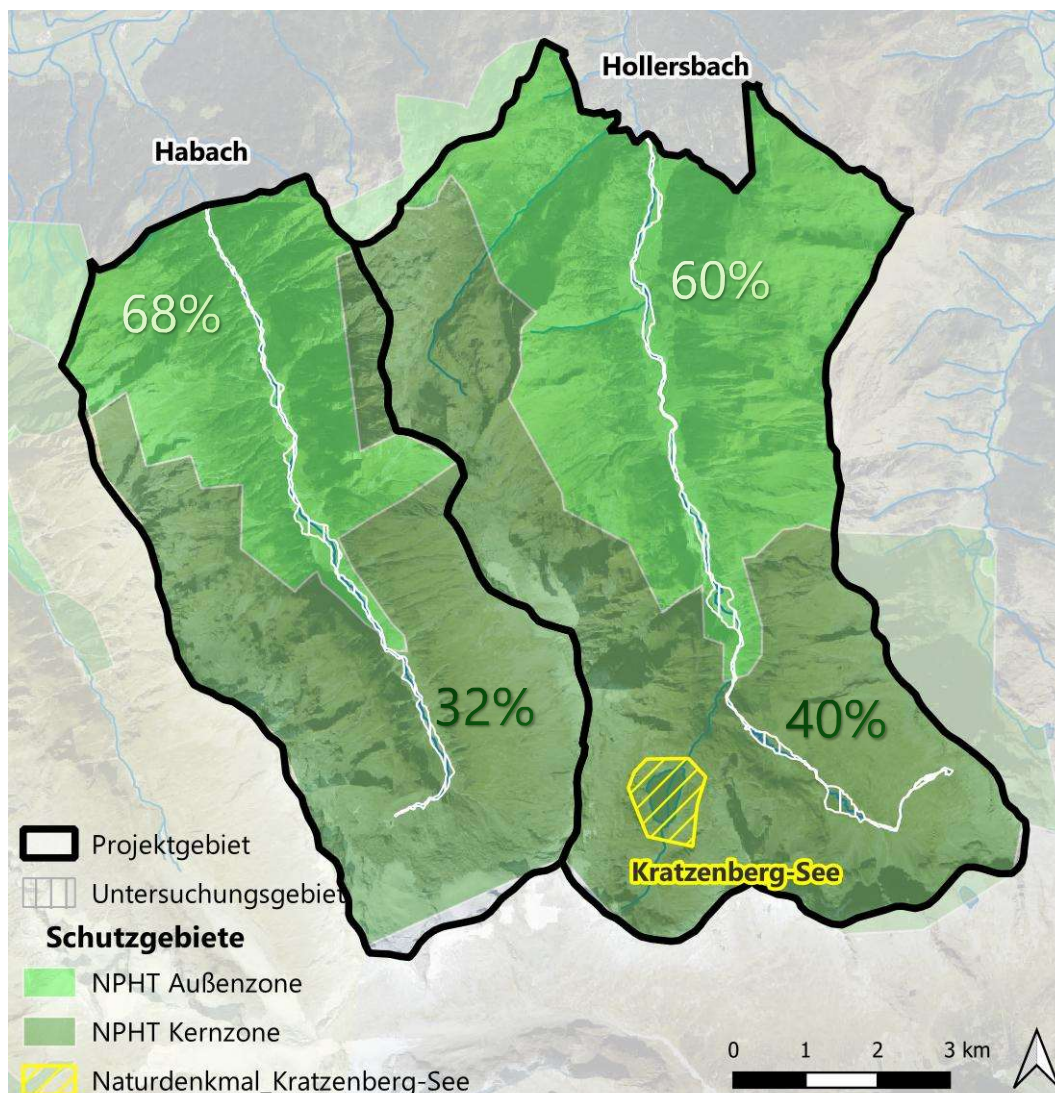 Hollersbach
Habach
68%
60%
32%
40%
Kratzenberg-See
Projektgebiet
Untersuchungsgebiet
Schutzgebiete
NPHT Außenzone
NPHT Kernzone
Naturdenkmal_Kratzenberg-See
0 1 2 3 km